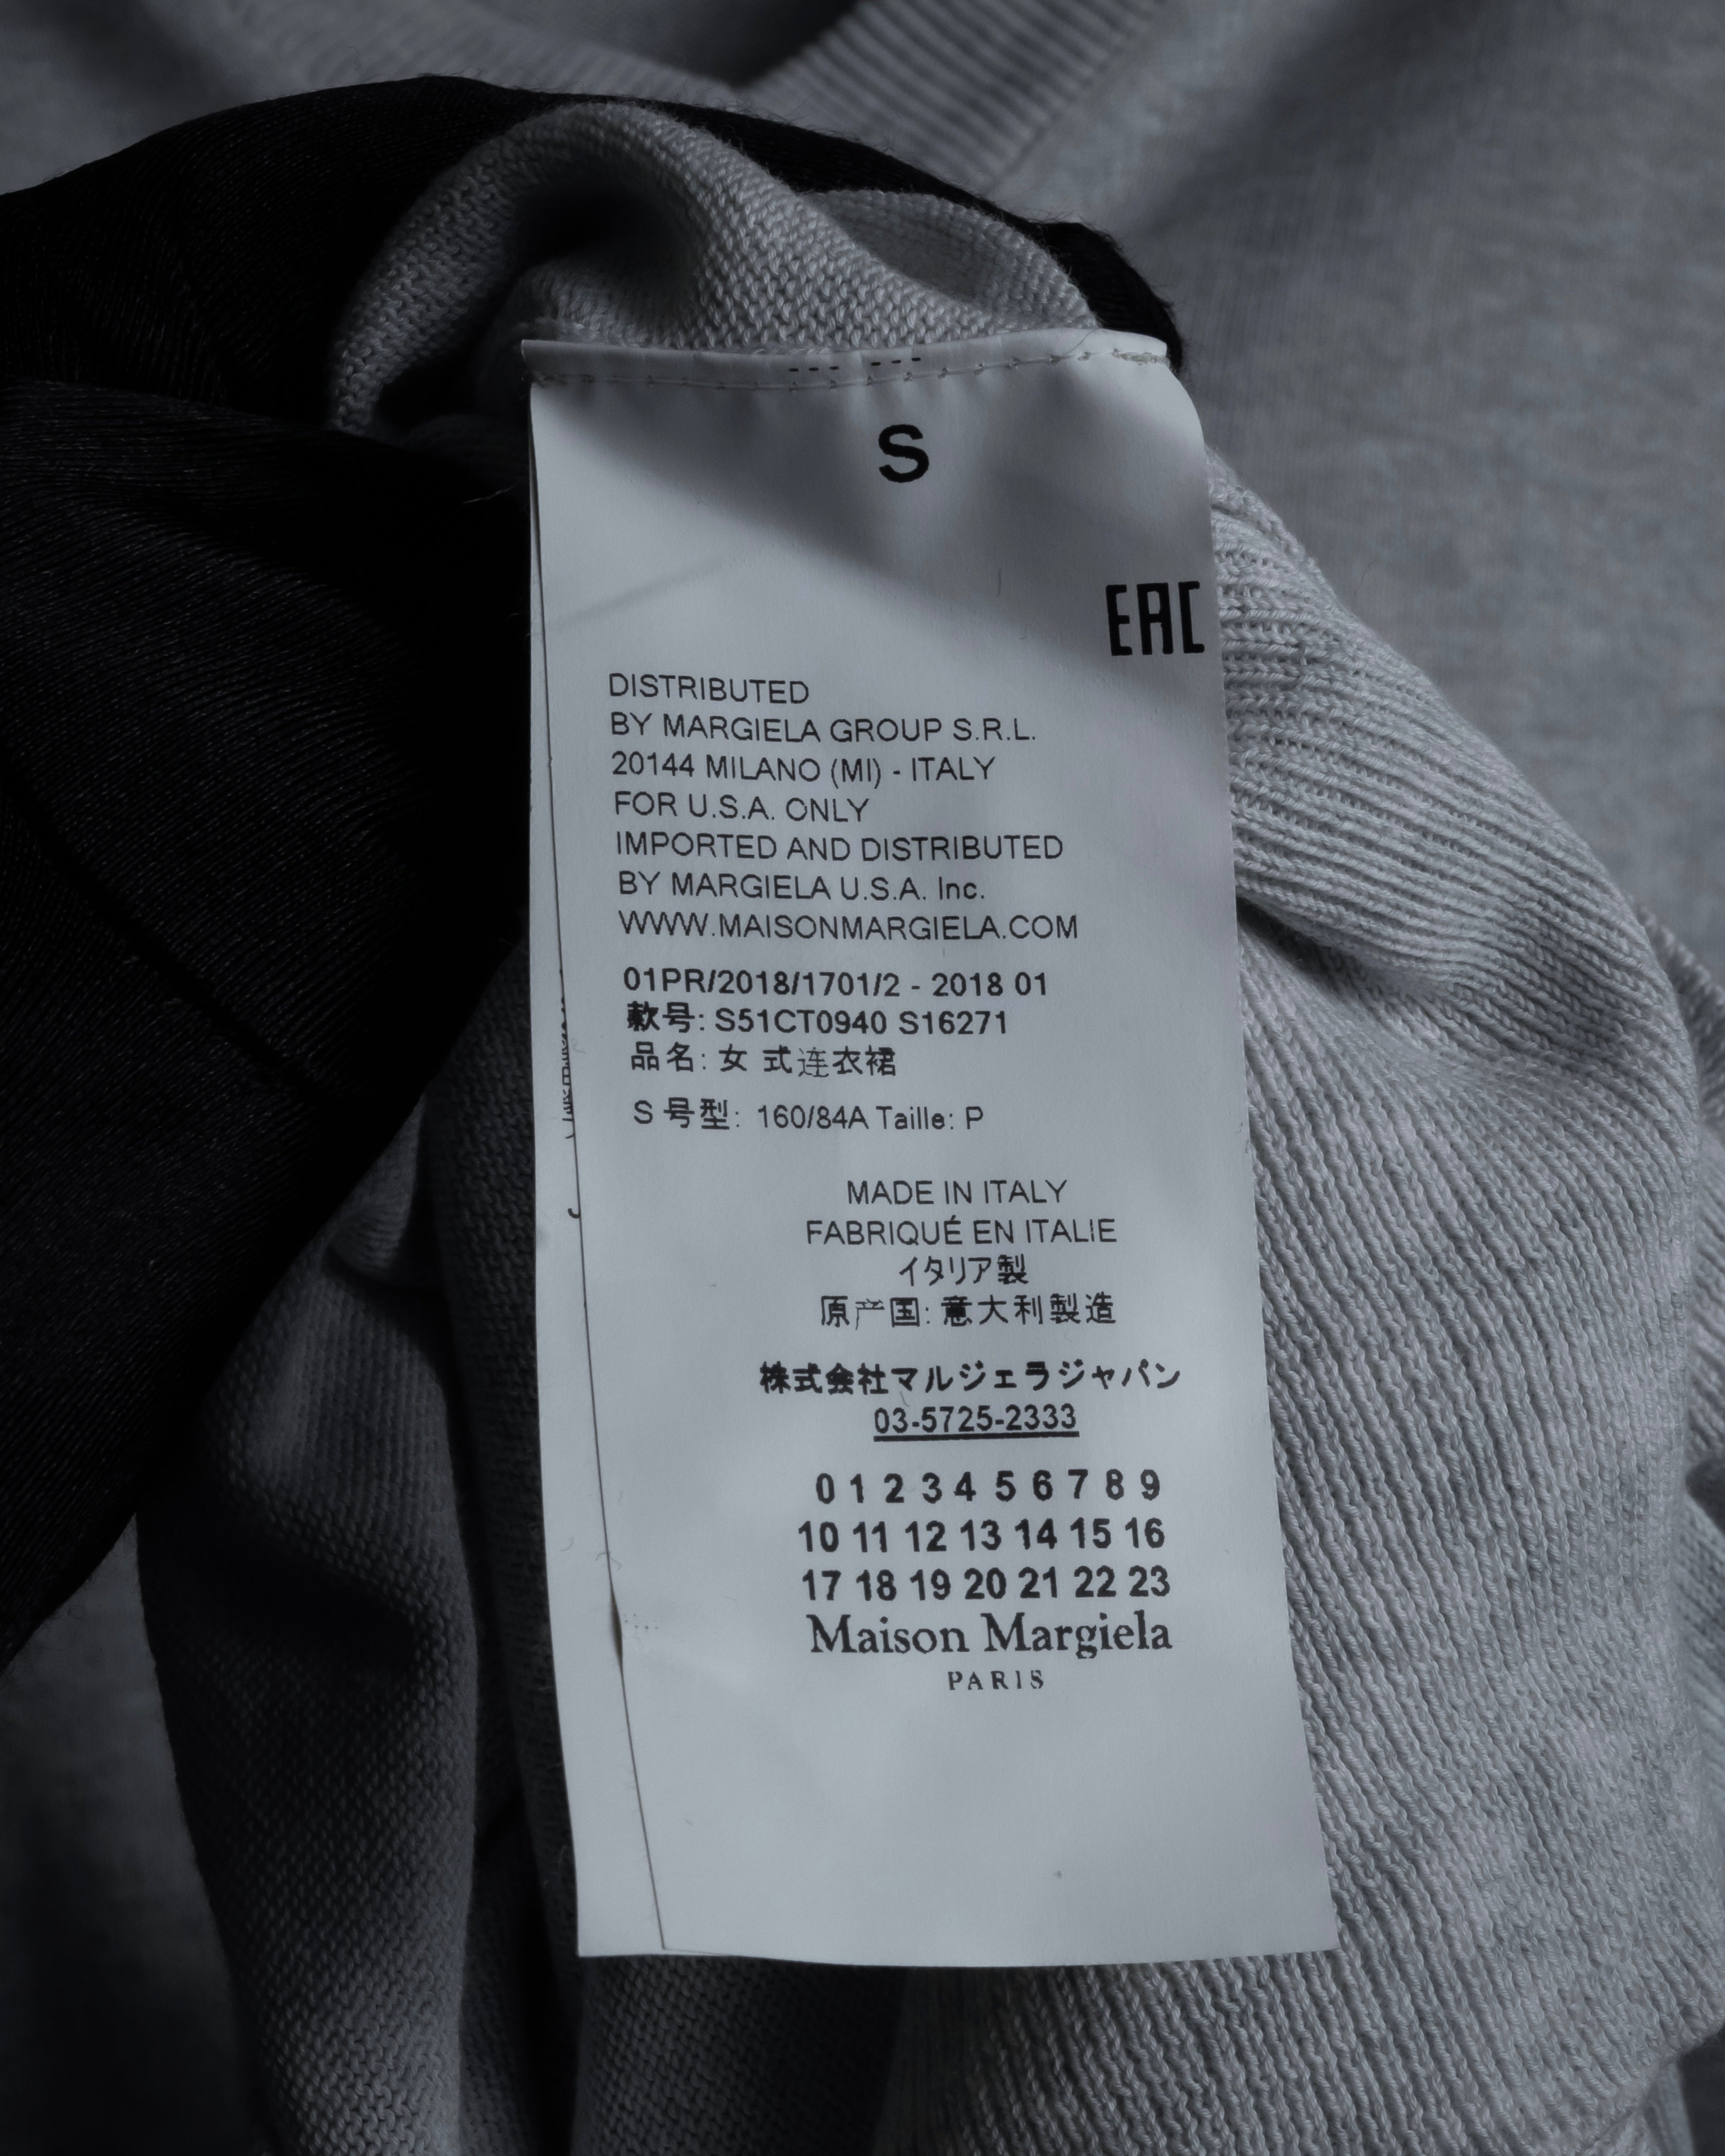 S
EAC
DISTRIBUTED
BY MARGIELA GROUP S.R.L.
20144 MILANO (MI) - ITALY
FOR U.S.A. ONLY
IMPORTED AND DISTRIBUTED
BY MARGIELA U.S.A. Inc.
WWW.MAISONMARGIELA.COM
01PR/2018/1701/2 - 2018 01
款号: S51CT0940 S16271
品名: 女 式连衣裙
S 号型: 160/84A Taille: P
MADE IN ITALY
FABRIQUÉ EN ITALIE
イタリア製
原产国: 意大利製造
株式会社マルジェラジャパン
03-5725-2333
0 1 2 3 4 5 6 7 8 9
10 11 12 13 14 15 16
17 18 19 20 21 22 23
Maison Margiela
PARIS